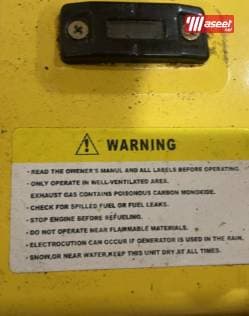 Maseel
.net
WARNING
· READ THE OWENER'S MANUL AND ALL LABELS BEFORE OPERATING.
· ONLY OPERATE IN WELL-VENTILATED AREA.
EXHAUST GAS CONTAINS POISONOUS CARBON MONOXIDE.
· CHECK FOR SPILLED FUEL OR FUEL LEAKS.
· STOP ENGINE BEFORE REFUELING.
· DO NOT OPERATE NEAR FLAMMABLE MATERIALS.
· ELECTROCUTION CAN OCCUR IF GENERATOR IS USED IN THE RAIN,
· SNOW,OR NEAR WATER,KEEP THIS UNIT DRY AT ALL TIMES.